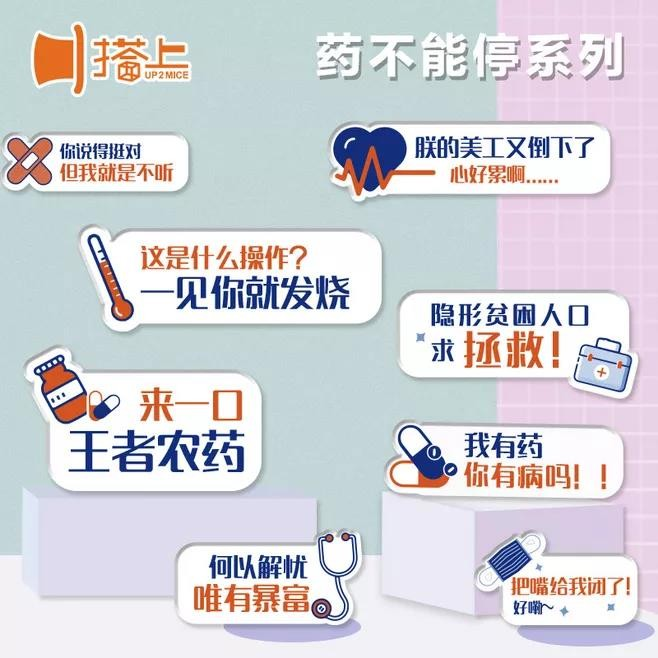 搭上
UP2MICE
药不能停系列
你说得挺对
但我就是不听
朕的美工又倒下了
心好累啊......
这是什么操作?
一见你就发烧
隐形贫困人口
求 拯救!
来一口
王者农药
我有药
你有病吗!!
何以解忧
唯有暴富
把嘴给我闭了!
好嘞~